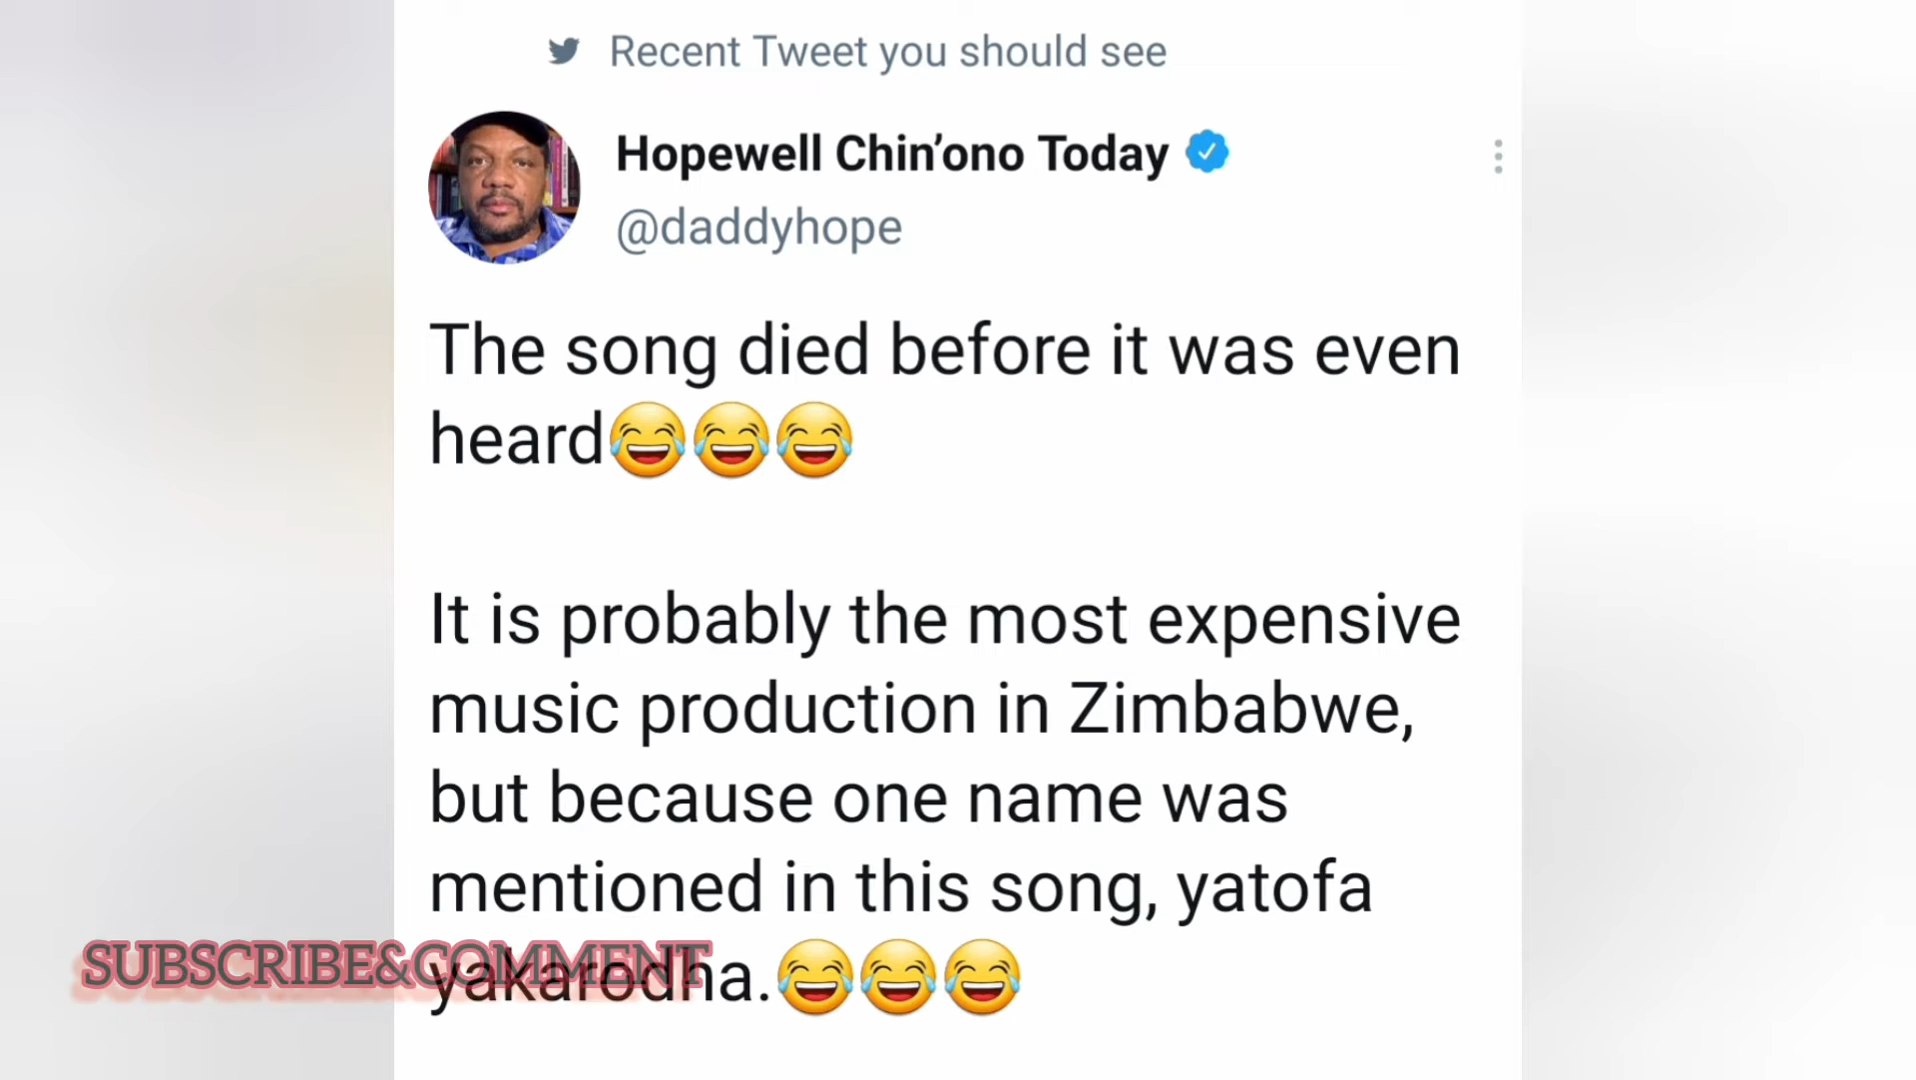 Recent Tweet you should see
Hopewell Chin’ono Today
@daddyhope
The song died before it was even
heard😂😂😂
It is probably the most expensive
music production in Zimbabwe,
but because one name was
mentioned in this song, yatofa
yakarodha.😂😂😂
SUBSCRIBE&COMMENT